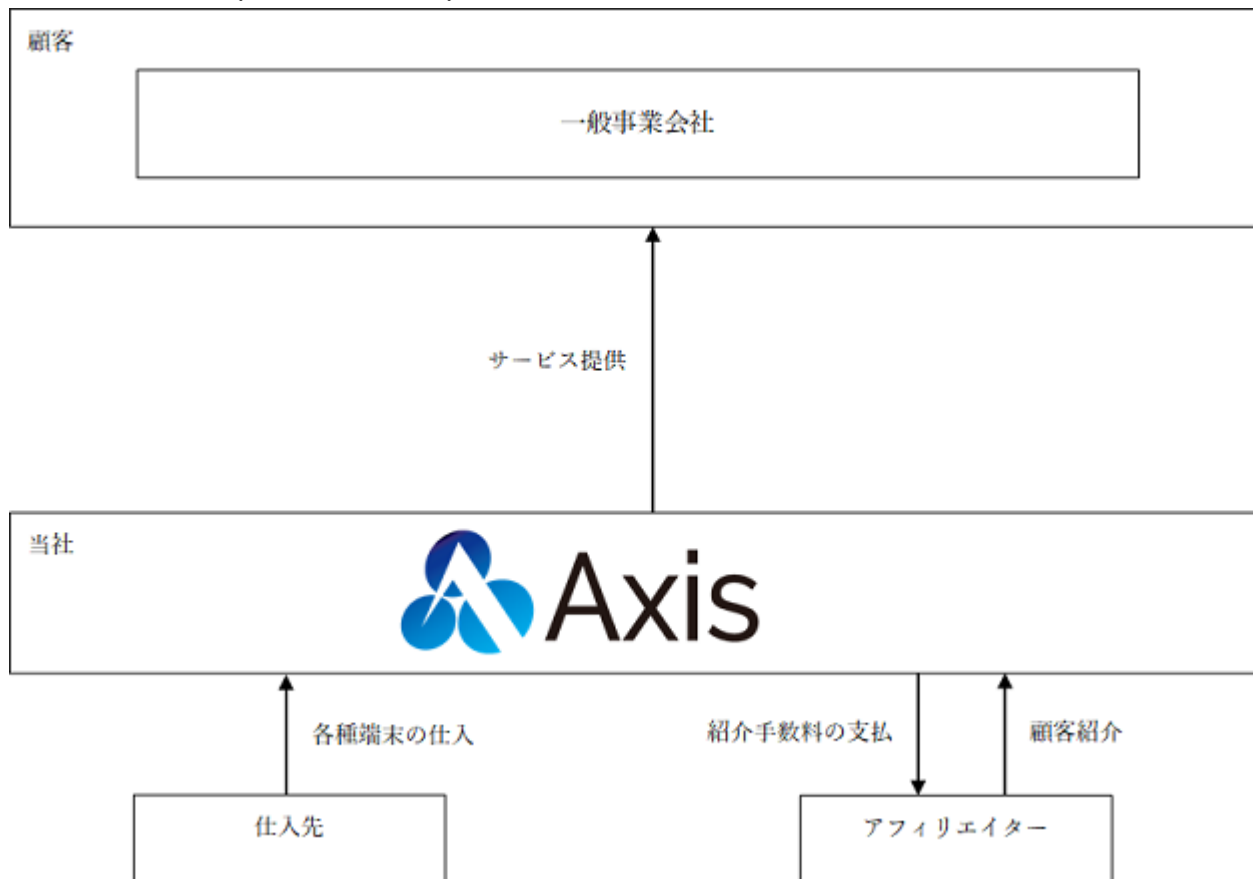 顧客
一般事業会社
サービス提供
当社
Axis
各種端末の仕入
紹介手数料の支払
顧客紹介
仕入先
アフィリエイター